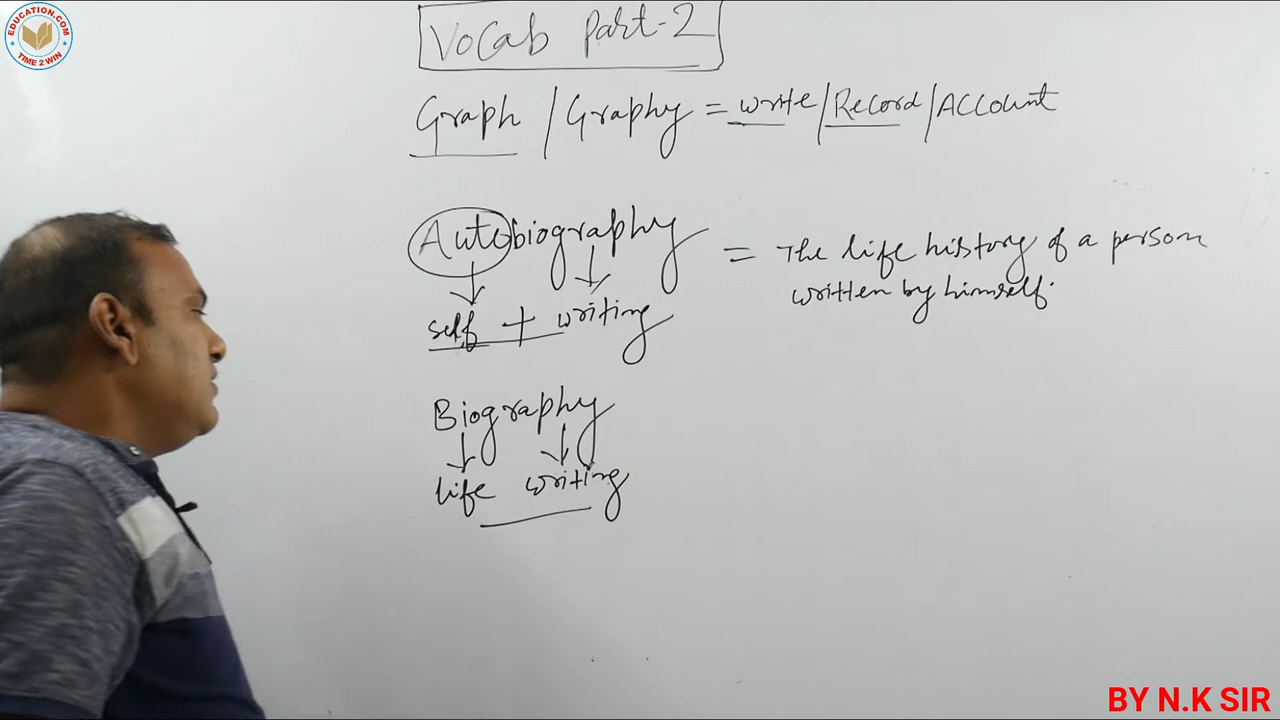 EDUCATION.COM
TIME 2 WIN
Vocab Part-2
Graph / Graphy = write / Record / Account
Autobiography = The life history of a person
written by himself.
self + writing
Biography
life writing
BY N.K SIR